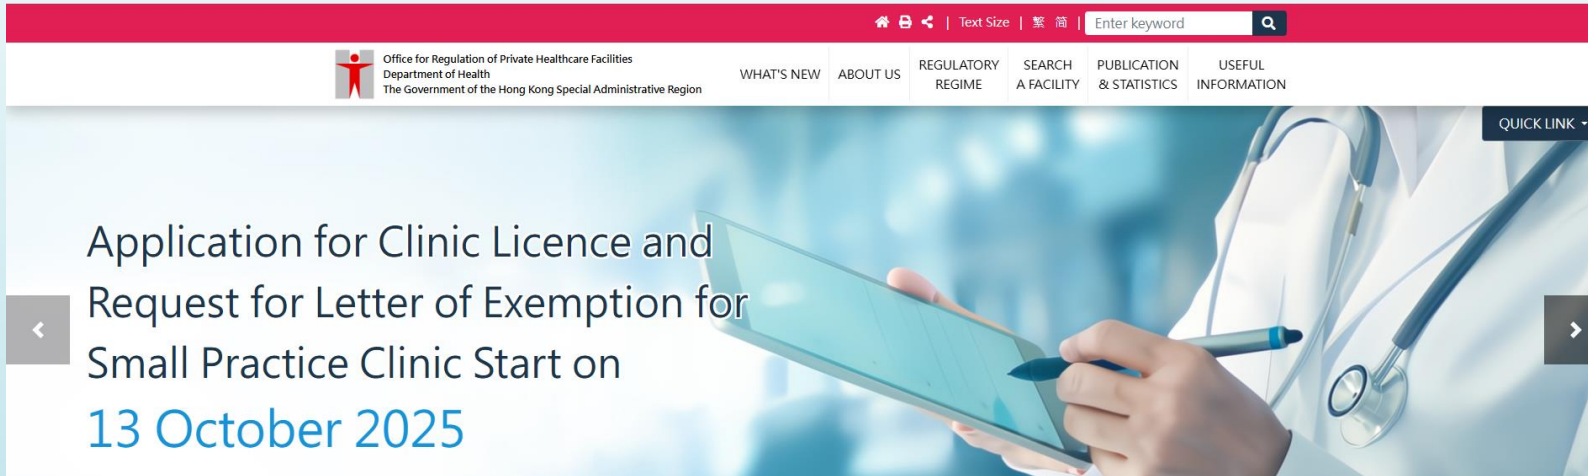 | Text Size | 繁 简 | Enter keyword
Office for Regulation of Private Healthcare Facilities
Department of Health
The Government of the Hong Kong Special Administrative Region
WHAT'S NEW
ABOUT US
REGULATORY
REGIME
SEARCH
A FACILITY
PUBLICATION
& STATISTICS
USEFUL
INFORMATION
QUICK LINK
Application for Clinic Licence and
Request for Letter of Exemption for
Small Practice Clinic Start on
13 October 2025